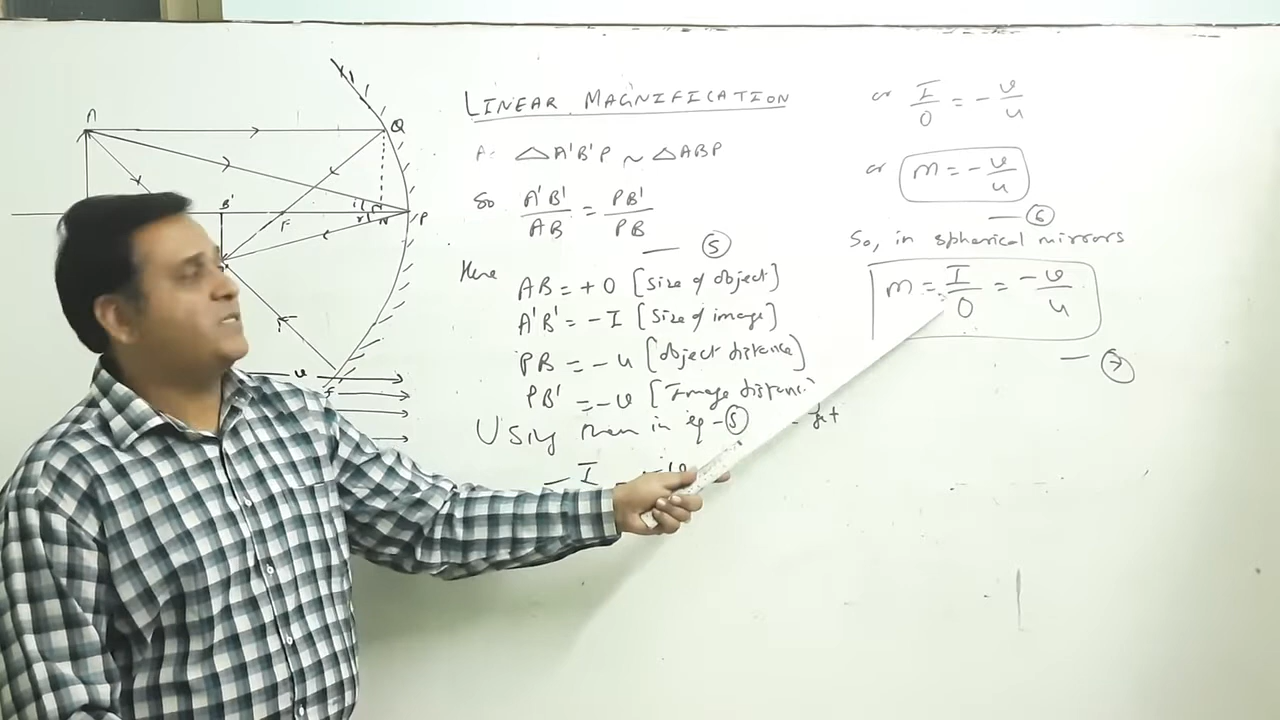 LINEAR MAGNIFICATION
△A'B'P ~ △ABP
So A'B'/AB = PB'/PB
— 5
Here AB = + O [Size of object]
A'B' = - I [Size of image]
PB = - u [object distance]
PB' = - v [Image distanc
Using them in eq - 5
- I - v
or I/O = - v/u
or m = - v/u
— 6
So, in spherical mirrors
m = I/O = - v/u
— 7
A
Q
B'
F
i
M
P
r
N